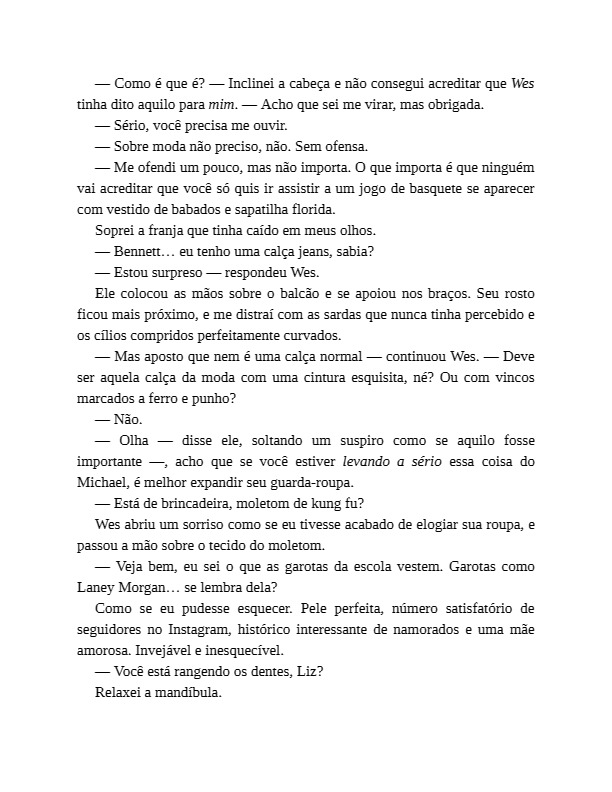 — Como é que é? — Inclinei a cabeça e não consegui acreditar que Wes
tinha dito aquilo para mim. — Acho que sei me virar, mas obrigada.
— Sério, você precisa me ouvir.
— Sobre moda não preciso, não. Sem ofensa.
— Me ofendi um pouco, mas não importa. O que importa é que ninguém
vai acreditar que você só quis ir assistir a um jogo de basquete se aparecer
com vestido de babados e sapatilha florida.
Soprei a franja que tinha caído em meus olhos.
— Bennett… eu tenho uma calça jeans, sabia?
— Estou surpreso — respondeu Wes.
Ele colocou as mãos sobre o balcão e se apoiou nos braços. Seu rosto
ficou mais próximo, e me distraí com as sardas que nunca tinha percebido e
os cílios compridos perfeitamente curvados.
— Mas aposto que nem é uma calça normal — continuou Wes. — Deve
ser aquela calça da moda com uma cintura esquisita, né? Ou com vincos
marcados a ferro e punho?
— Não.
— Olha — disse ele, soltando um suspiro como se aquilo fosse
importante —, acho que se você estiver levando a sério essa coisa do
Michael, é melhor expandir seu guarda-roupa.
— Está de brincadeira, moletom de kung fu?
Wes abriu um sorriso como se eu tivesse acabado de elogiar sua roupa, e
passou a mão sobre o tecido do moletom.
— Veja bem, eu sei o que as garotas da escola vestem. Garotas como
Laney Morgan… se lembra dela?
Como se eu pudesse esquecer. Pele perfeita, número satisfatório de
seguidores no Instagram, histórico interessante de namorados e uma mãe
amorosa. Invejável e inesquecível.
— Você está rangendo os dentes, Liz?
Relaxei a mandíbula.